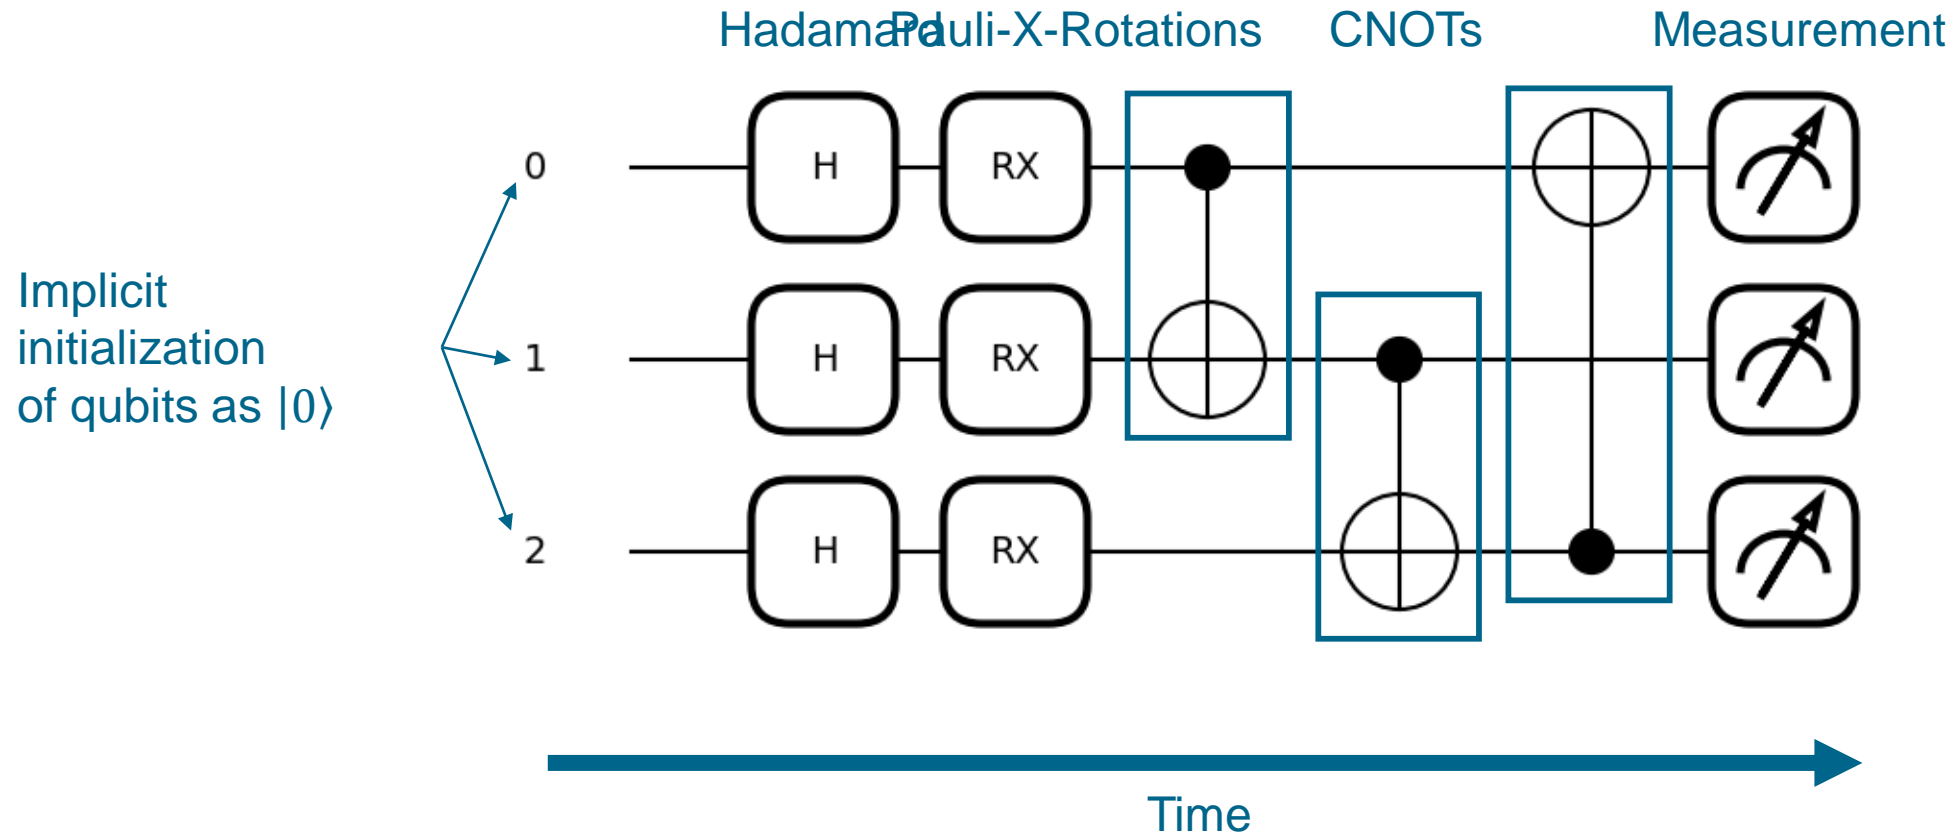 Hadamard
Pauli-X-Rotations
CNOTs
Measurement
0
H
RX
Implicit
initialization
of qubits as |0⟩
1
H
RX
2
H
RX
Time